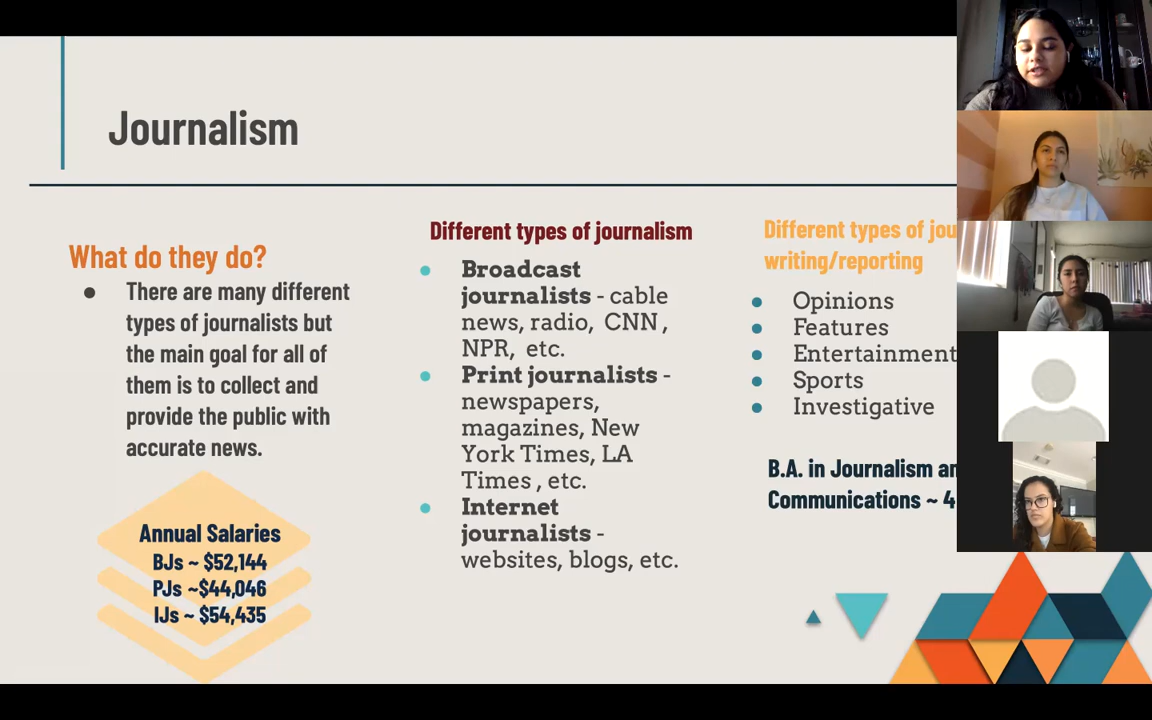 Journalism
What do they do?
● There are many different
types of journalists but
the main goal for all of
them is to collect and
provide the public with
accurate news.
Annual Salaries
BJs ~ $52,144
PJs ~$44,046
IJs ~ $54,435
Different types of journalism
● Broadcast
journalists - cable
news, radio, CNN ,
NPR, etc.
● Print journalists -
newspapers,
magazines, New
York Times, LA
Times , etc.
● Internet
journalists -
websites, blogs, etc.
Different types of jou
writing/reporting
● Opinions
● Features
● Entertainment
● Sports
● Investigative
B.A. in Journalism an
Communications ~ 4